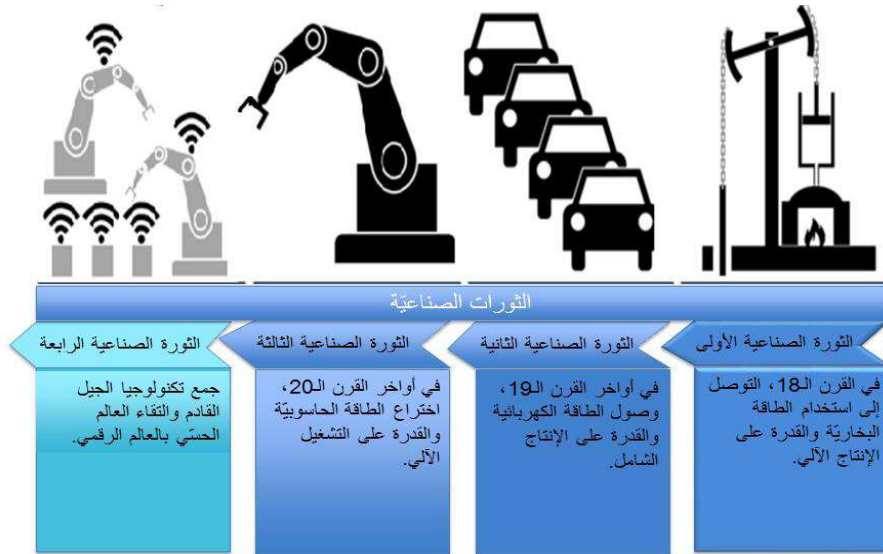 الثورات الصناعيّة
الثورة الصناعية الأولى
في القرن الـ18، التوصل
إلى استخدام الطاقة
البخاريّة والقدرة على
الإنتاج الآلي.
الثورة الصناعية الثانية
في أواخر القرن الـ19،
وصول الطاقة الكهربائية
والقدرة على الإنتاج
الشامل.
الثورة الصناعية الثالثة
في أواخر القرن الـ20،
اختراع الطاقة الحاسوبيّة
والقدرة على التشغيل
الآلي.
الثورة الصناعية الرابعة
جمع تكنولوجيا الجيل
القادم والتقاء العالم
الحسّي بالعالم الرقمي.